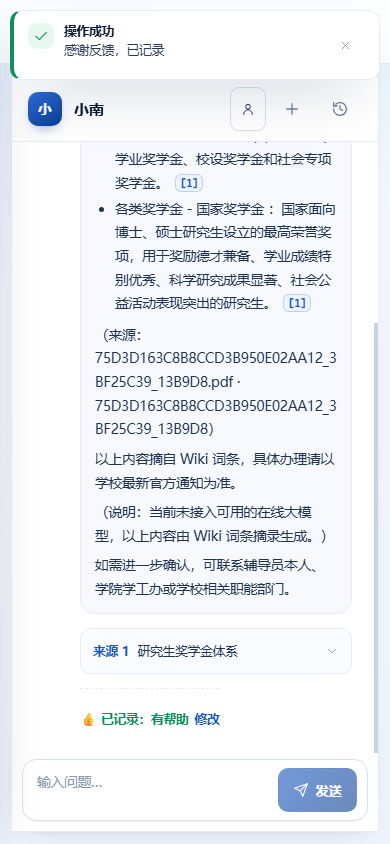 操作成功
感谢反馈，已记录
小
小南
学业奖学金、校设奖学金和社会专项
奖学金。 [1]
• 各类奖学金 - 国家奖学金 ：国家面向
博士、硕士研究生设立的最高荣誉奖
项，用于奖励德才兼备、学业成绩特
别优秀、科学研究成果显著、社会公
益活动表现突出的研究生。 [1]
（来源：
75D3D163C8B8CCD3B950E02AA12_3
BF25C39_13B9D8.pdf ·
75D3D163C8B8CCD3B950E02AA12_3
BF25C39_13B9D8）
以上内容摘自 Wiki 词条，具体办理请以
学校最新官方通知为准。
（说明：当前未接入可用的在线大模
型，以上内容由 Wiki 词条摘录生成。）
如需进一步确认，可联系辅导员本人、
学院学工办或学校相关职能部门。
来源 1 研究生奖学金体系
👍 已记录：有帮助 修改
输入问题...
发送